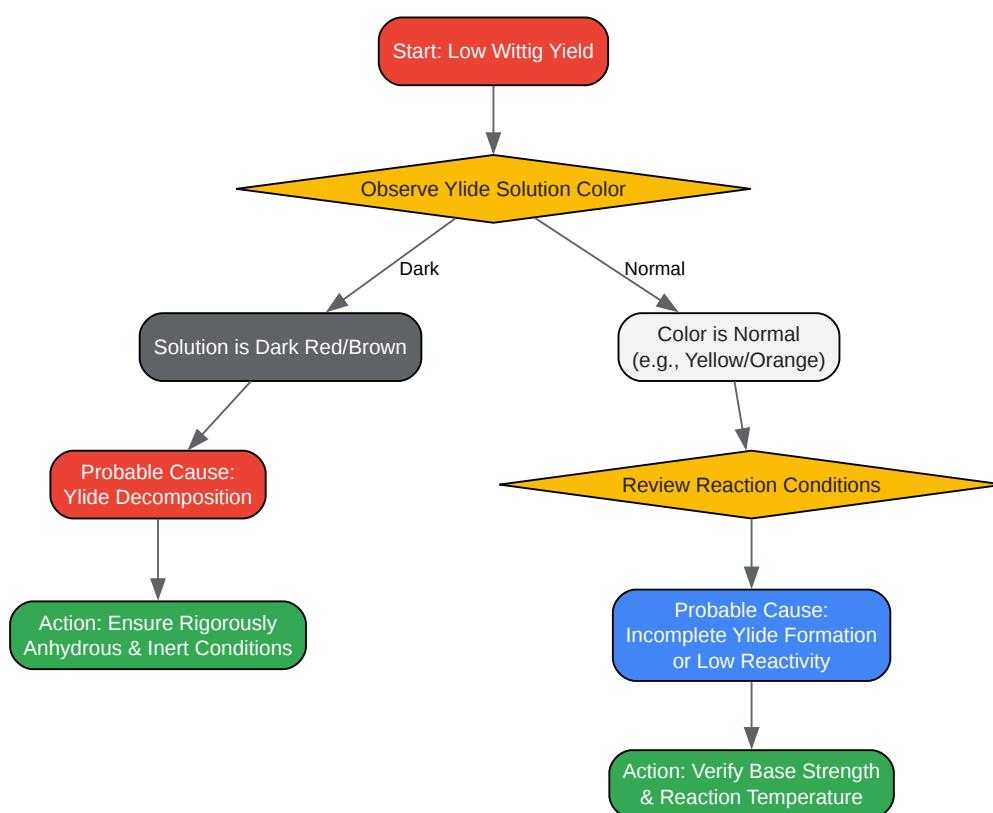 Start: Low Wittig Yield
Observe Ylide Solution Color
Dark
Normal
Solution is Dark Red/Brown
Color is Normal
(e.g., Yellow/Orange)
Probable Cause:
Ylide Decomposition
Review Reaction Conditions
Action: Ensure Rigorously
Anhydrous & Inert Conditions
Probable Cause:
Incomplete Ylide Formation
or Low Reactivity
Action: Verify Base Strength
& Reaction Temperature